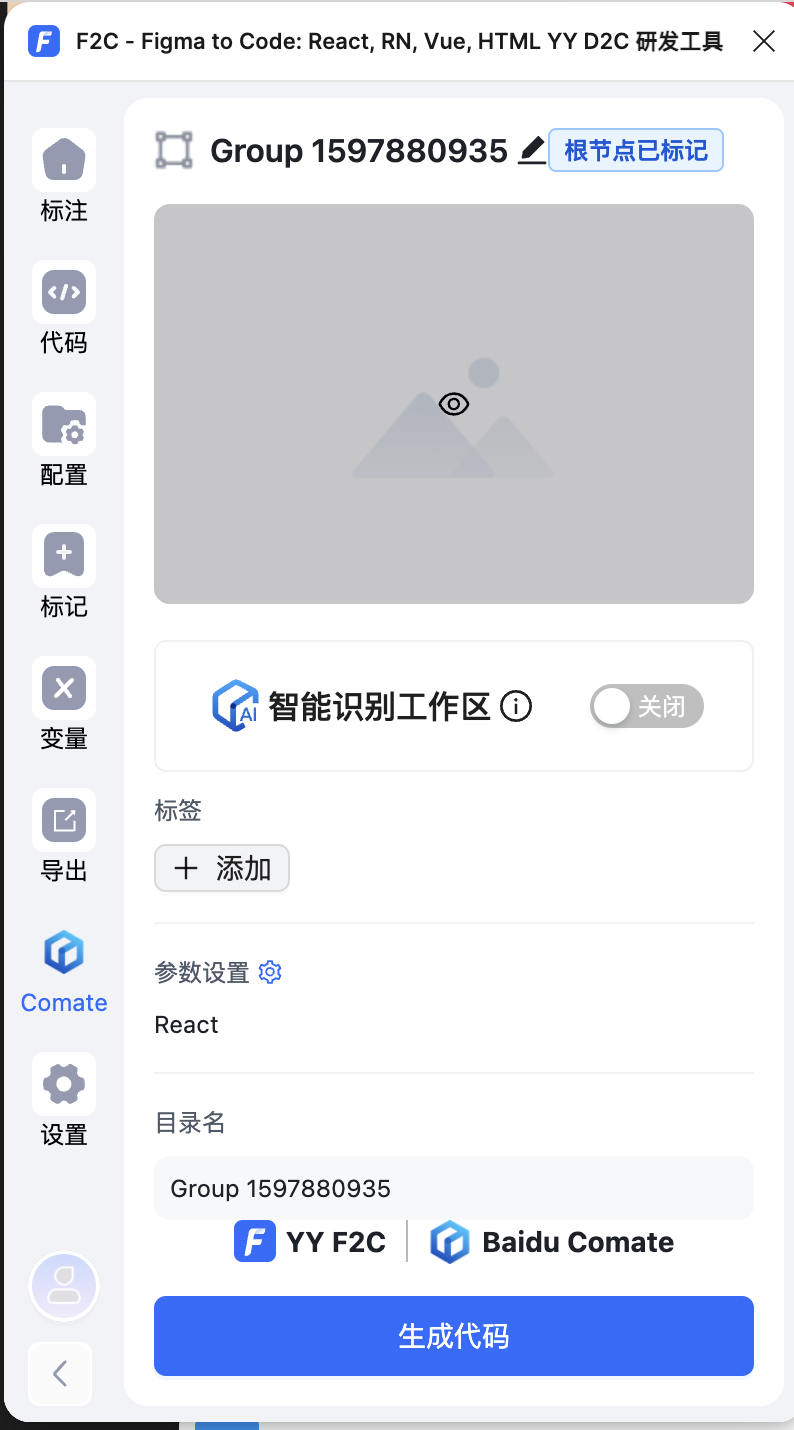 F2C - Figma to Code: React, RN, Vue, HTML YY D2C 研发工具
标注
代码
配置
标记
变量
导出
Comate
设置
Group 1597880935
根节点已标记
AI
智能识别工作区
关闭
标签
添加
参数设置
React
目录名
Group 1597880935
YY F2C
Baidu Comate
生成代码